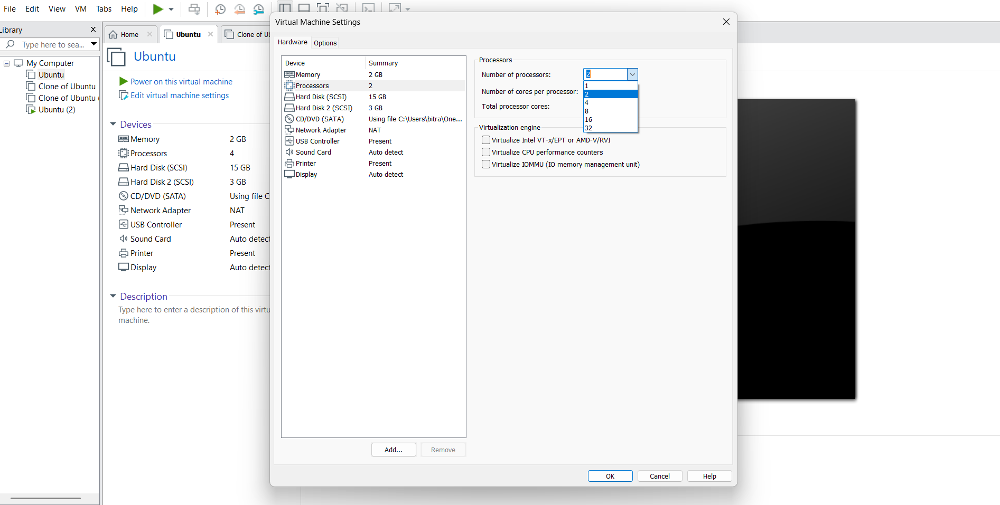 File Edit View VM Tabs Help
Library
Type here to sea...
My Computer
Ubuntu
Clone of Ubuntu
Clone of Ubuntu
Ubuntu (2)
Home
Ubuntu
Clone of Ub
Ubuntu
Power on this virtual machine
Edit virtual machine settings
Devices
Memory 2 GB
Processors 4
Hard Disk (SCSI) 15 GB
Hard Disk 2 (SCSI) 3 GB
CD/DVD (SATA) Using file C
Network Adapter NAT
USB Controller Present
Sound Card Auto detect
Printer Present
Display Auto detect
Description
Type here to enter a description of this virtu
machine.
Virtual Machine Settings
Hardware Options
Device Summary
Memory 2 GB
Processors 2
Hard Disk (SCSI) 15 GB
Hard Disk 2 (SCSI) 3 GB
CD/DVD (SATA) Using file C:\Users\bitra\One...
Network Adapter NAT
USB Controller Present
Sound Card Auto detect
Printer Present
Display Auto detect
Add... Remove
Processors
Number of processors: 2
1
Number of cores per processor:
2
4
Total processor cores:
8
16
32
Virtualization engine
Virtualize Intel VT-x/EPT or AMD-V/RVI
Virtualize CPU performance counters
Virtualize IOMMU (IO memory management unit)
OK Cancel Help